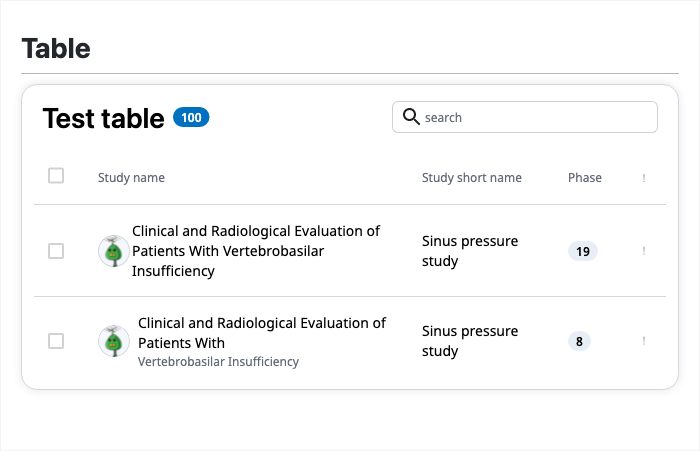 Table
Test table 100
search
Study name Study short name Phase !
Clinical and Radiological Evaluation of
Patients With Vertebrobasilar
Insufficiency
Sinus pressure
study
19
!
Clinical and Radiological Evaluation of
Patients With
Vertebrobasilar Insufficiency
Sinus pressure
study
8
!